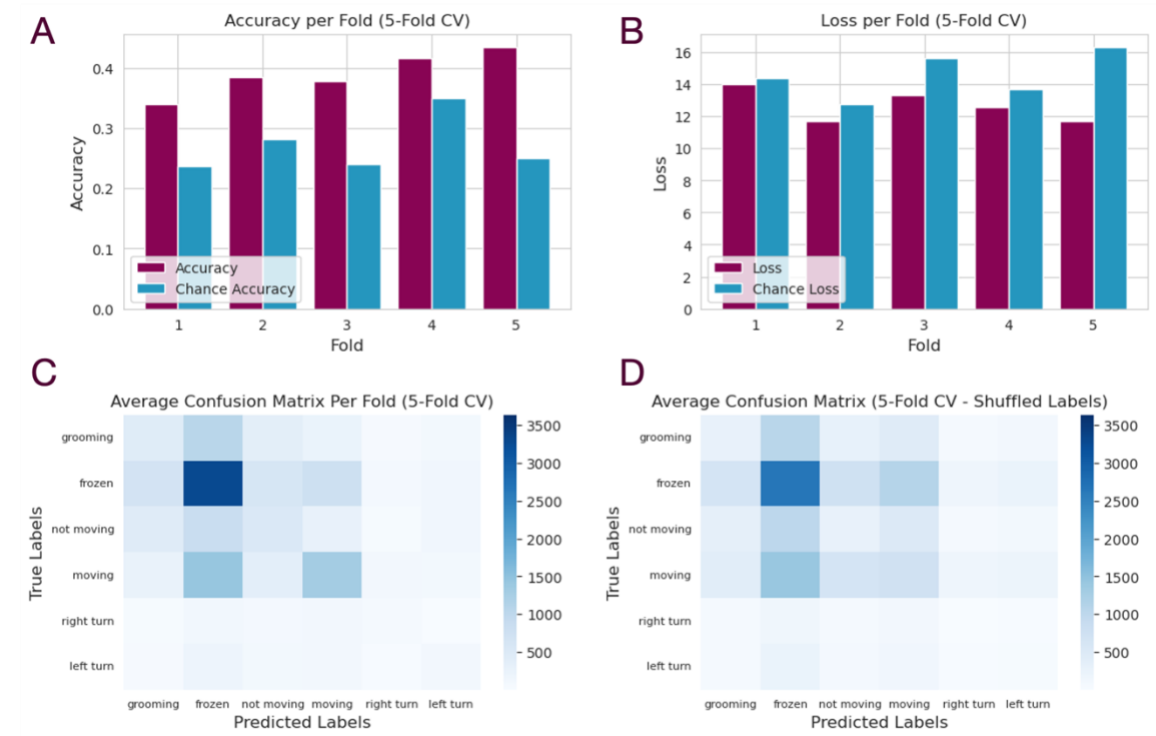 A
Accuracy per Fold (5-Fold CV)
0.4
0.3
0.2
0.1
0.0
Accuracy
Accuracy
Chance Accuracy
1 2 3 4 5
Fold
B
Loss per Fold (5-Fold CV)
16
14
12
10
8
6
4
2
0
Loss
Loss
Chance Loss
1 2 3 4 5
Fold
C
Average Confusion Matrix Per Fold (5-Fold CV)
True Labels
grooming
frozen
not moving
moving
right turn
left turn
grooming frozen not moving moving right turn left turn
Predicted Labels
3500
3000
2500
2000
1500
1000
500
D
Average Confusion Matrix (5-Fold CV - Shuffled Labels)
True Labels
grooming
frozen
not moving
moving
right turn
left turn
grooming frozen not moving moving right turn left turn
Predicted Labels
3500
3000
2500
2000
1500
1000
500